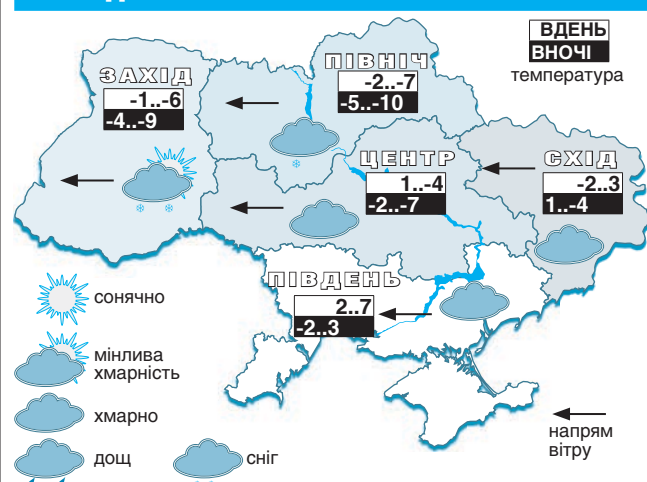 ВДЕНЬ
ВНОЧІ
температура
ПІВНІЧ
-2..-7
-5..-10
ЗАХІД
-1..-6
-4..-9
ЦЕНТР
1..-4
-2..-7
СХІД
-2..3
1..-4
ПІВДЕНЬ
2..7
-2..3
сонячно
мінлива
хмарність
хмарно
дощ
сніг
напрям
вітру